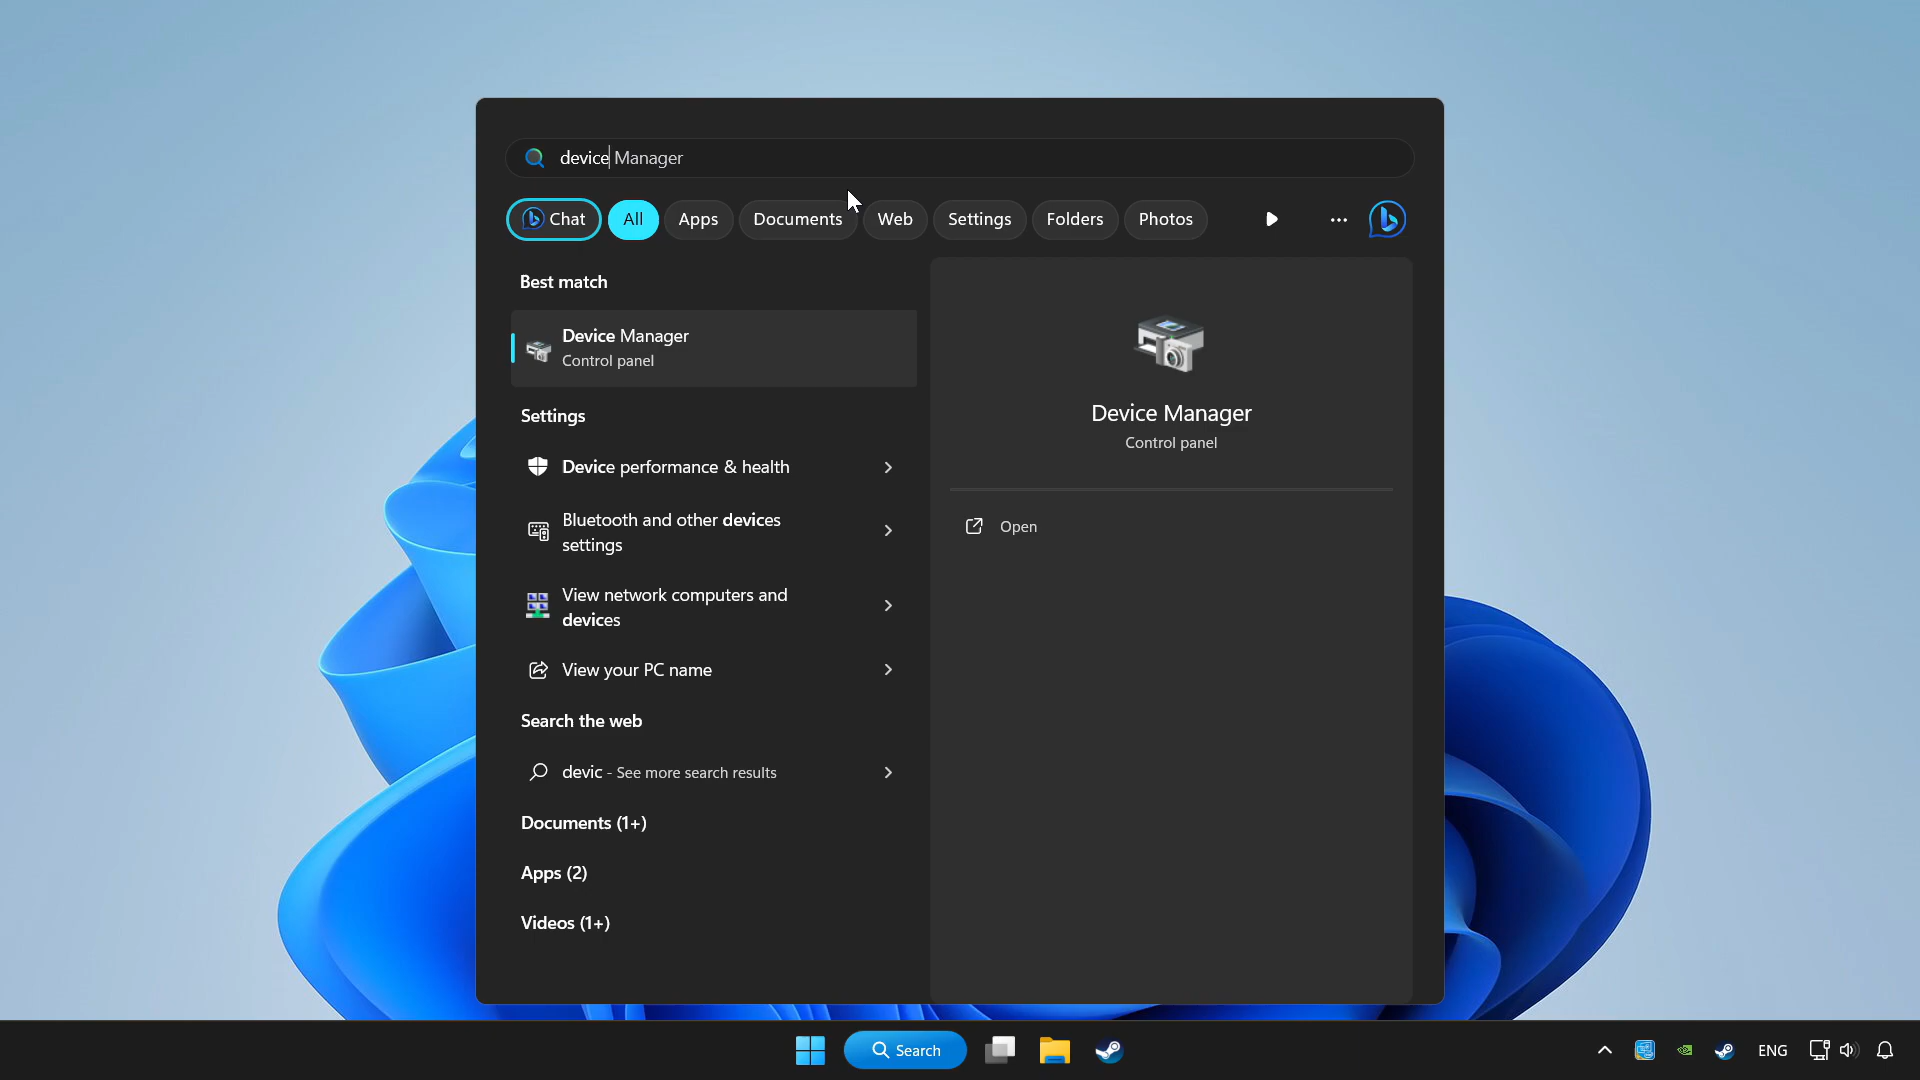 device Manager
Chat All Apps Documents Web Settings Folders Photos
Best match
Device Manager
Control panel
Settings
Device performance & health
Bluetooth and other devices
settings
View network computers and
devices
View your PC name
Search the web
devic - See more search results
Documents (1+)
Apps (2)
Videos (1+)
Device Manager
Control panel
Open
Search
ENG